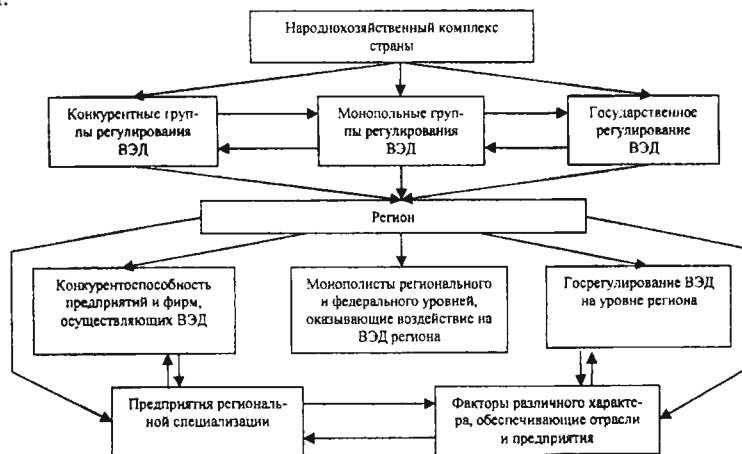 Народнохозяйственный комплекс
страны
Конкурентные груп-
пы регулирования
ВЭД
Монопольные груп-
пы регулирования
ВЭД
Государственное
регулирование
ВЭД
Регион
Конкурентоспособность
предприятий и фирм,
осуществляющих ВЭД
Монополисты регионального
и федерального уровней,
оказывающие воздействие на
ВЭД региона
Госрегулирование ВЭД
на уровне региона
Предприятия региональ-
ной специализации
Факторы различного характе-
ра, обеспечивающие отрасли
и предприятия